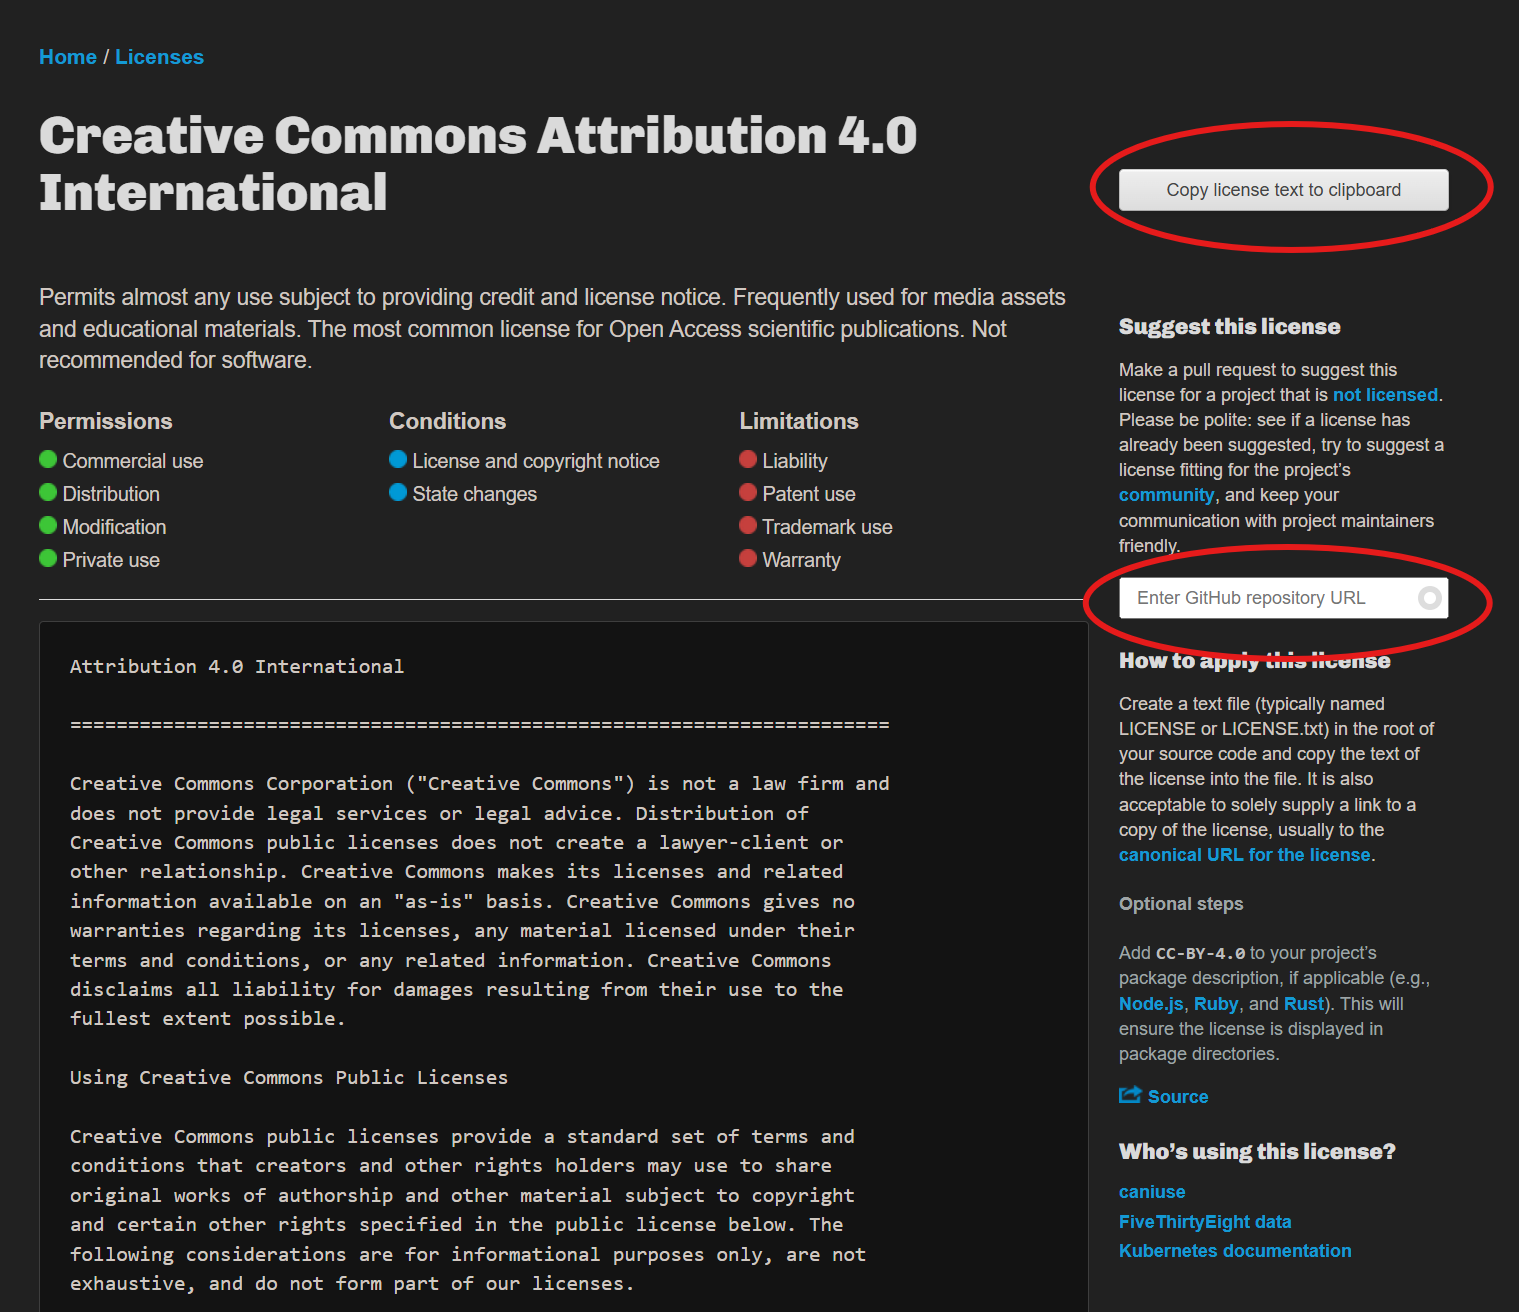 Home / Licenses
Creative Commons Attribution 4.0
International
Permits almost any use subject to providing credit and license notice. Frequently used for media assets
and educational materials. The most common license for Open Access scientific publications. Not
recommended for software.
Permissions
Commercial use
Distribution
Modification
Private use
Conditions
License and copyright notice
State changes
Limitations
Liability
Patent use
Trademark use
Warranty
Attribution 4.0 International
=======================================================================
Creative Commons Corporation ("Creative Commons") is not a law firm and
does not provide legal services or legal advice. Distribution of
Creative Commons public licenses does not create a lawyer-client or
other relationship. Creative Commons makes its licenses and related
information available on an "as-is" basis. Creative Commons gives no
warranties regarding its licenses, any material licensed under their
terms and conditions, or any related information. Creative Commons
disclaims all liability for damages resulting from their use to the
fullest extent possible.
Using Creative Commons Public Licenses
Creative Commons public licenses provide a standard set of terms and
conditions that creators and other rights holders may use to share
original works of authorship and other material subject to copyright
and certain other rights specified in the public license below. The
following considerations are for informational purposes only, are not
exhaustive, and do not form part of our licenses.
Copy license text to clipboard
Suggest this license
Make a pull request to suggest this
license for a project that is not licensed.
Please be polite: see if a license has
already been suggested, try to suggest a
license fitting for the project’s
community, and keep your
communication with project maintainers
friendly.
Enter GitHub repository URL
How to apply this license
Create a text file (typically named
LICENSE or LICENSE.txt) in the root of
your source code and copy the text of
the license into the file. It is also
acceptable to solely supply a link to a
copy of the license, usually to the
canonical URL for the license.
Optional steps
Add CC-BY-4.0 to your project’s
package description, if applicable (e.g.,
Node.js, Ruby, and Rust). This will
ensure the license is displayed in
package directories.
Source
Who’s using this license?
caniuse
FiveThirtyEight data
Kubernetes documentation